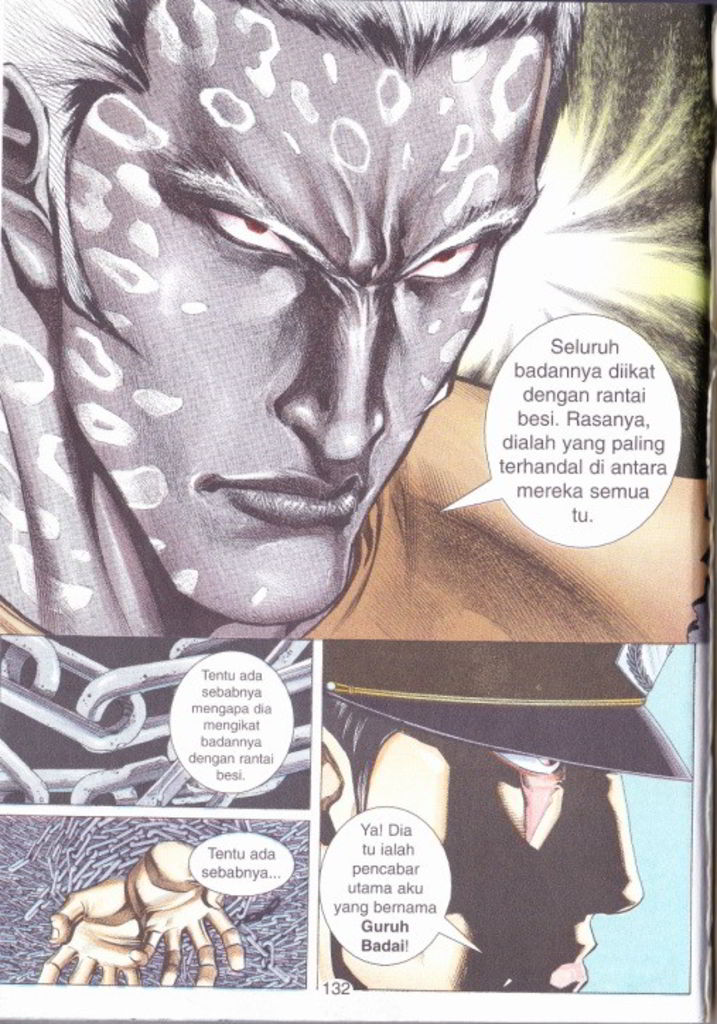 Seluruh
badannya diikat
dengan rantai
besi. Rasanya,
dialah yang paling
terhandal di antara
mereka semua
tu.
Tentu ada
sebabnya
mengapa dia
mengikat
badannya
dengan rantai
besi.
Tentu ada
sebabnya...
Ya! Dia
tu ialah
pencabar
utama aku
yang bernama
Guruh
Badai!
132